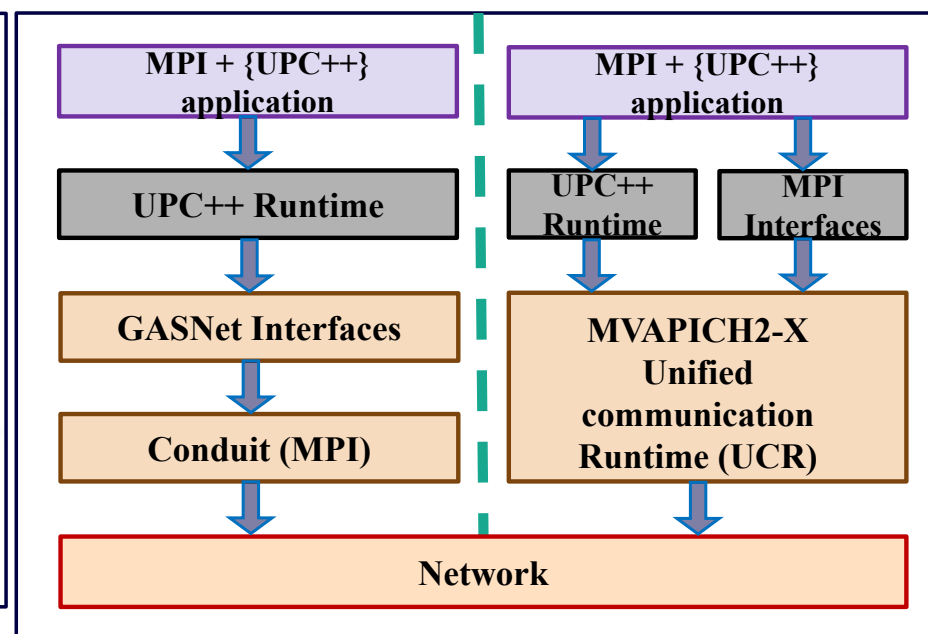 MPI + {UPC++}
application
UPC++ Runtime
GASNet Interfaces
Conduit (MPI)
MPI + {UPC++}
application
UPC++
Runtime
MPI
Interfaces
MVAPICH2-X
Unified
communication
Runtime (UCR)
Network